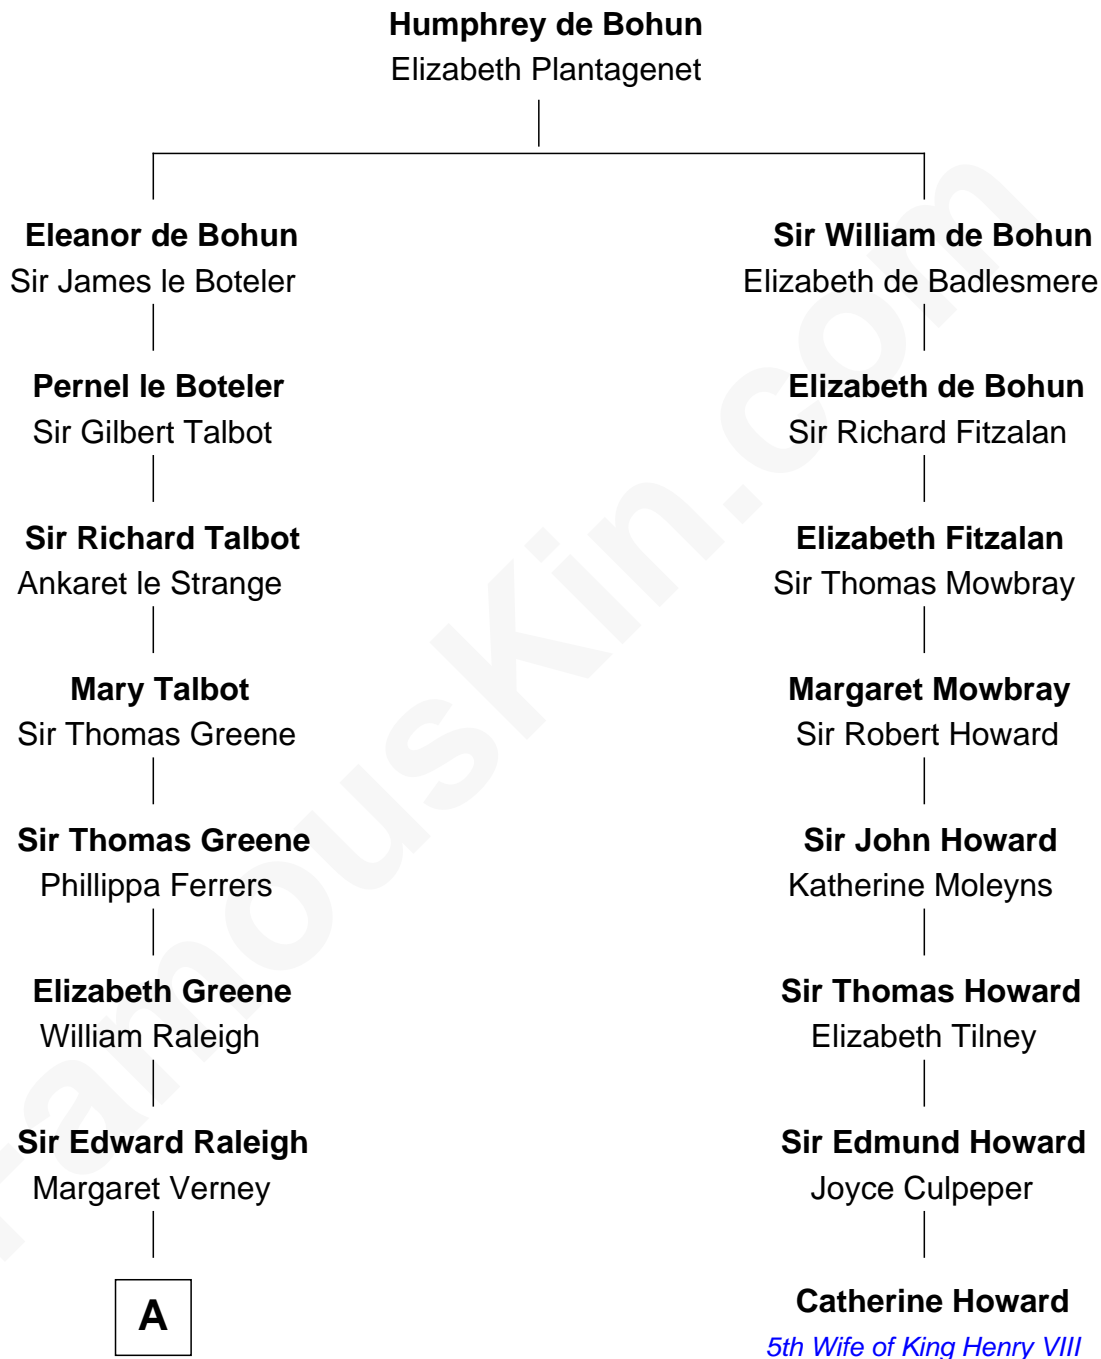 Humphrey de Bohun
Elizabeth Plantagenet
Eleanor de Bohun
Sir James le Boteler
Pernel le Boteler
Sir Gilbert Talbot
Sir Richard Talbot
Ankaret le Strange
Mary Talbot
Sir Thomas Greene
Sir Thomas Greene
Phillippa Ferrers
Elizabeth Greene
William Raleigh
Sir Edward Raleigh
Margaret Verney
A
Sir William de Bohun
Elizabeth de Badlesmere
Elizabeth de Bohun
Sir Richard Fitzalan
Elizabeth Fitzalan
Sir Thomas Mowbray
Margaret Mowbray
Sir Robert Howard
Sir John Howard
Katherine Moleyns
Sir Thomas Howard
Elizabeth Tilney
Sir Edmund Howard
Joyce Culpeper
Catherine Howard
5th Wife of King Henry VIII
FamousKin.com